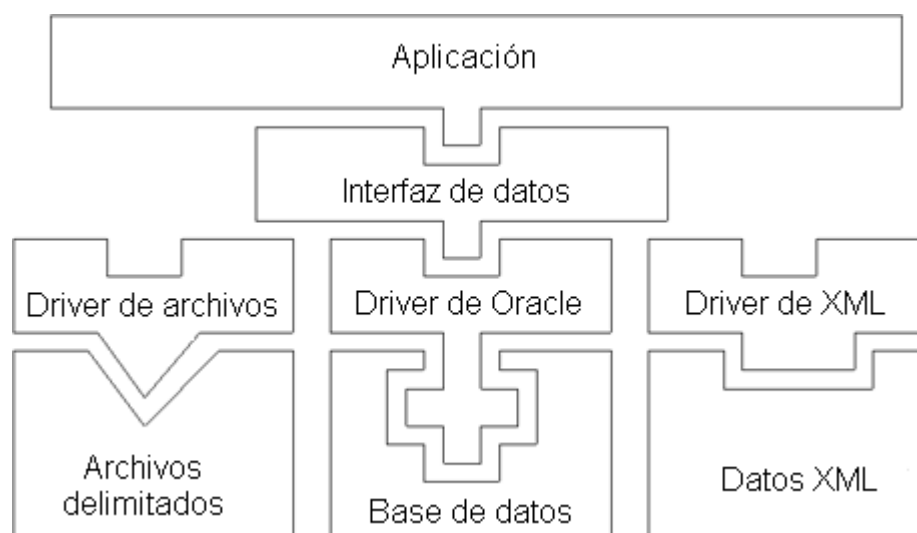 Aplicación
Interfaz de datos
Driver de archivos
Driver de Oracle
Driver de XML
Archivos
delimitados
Base de datos
Datos XML